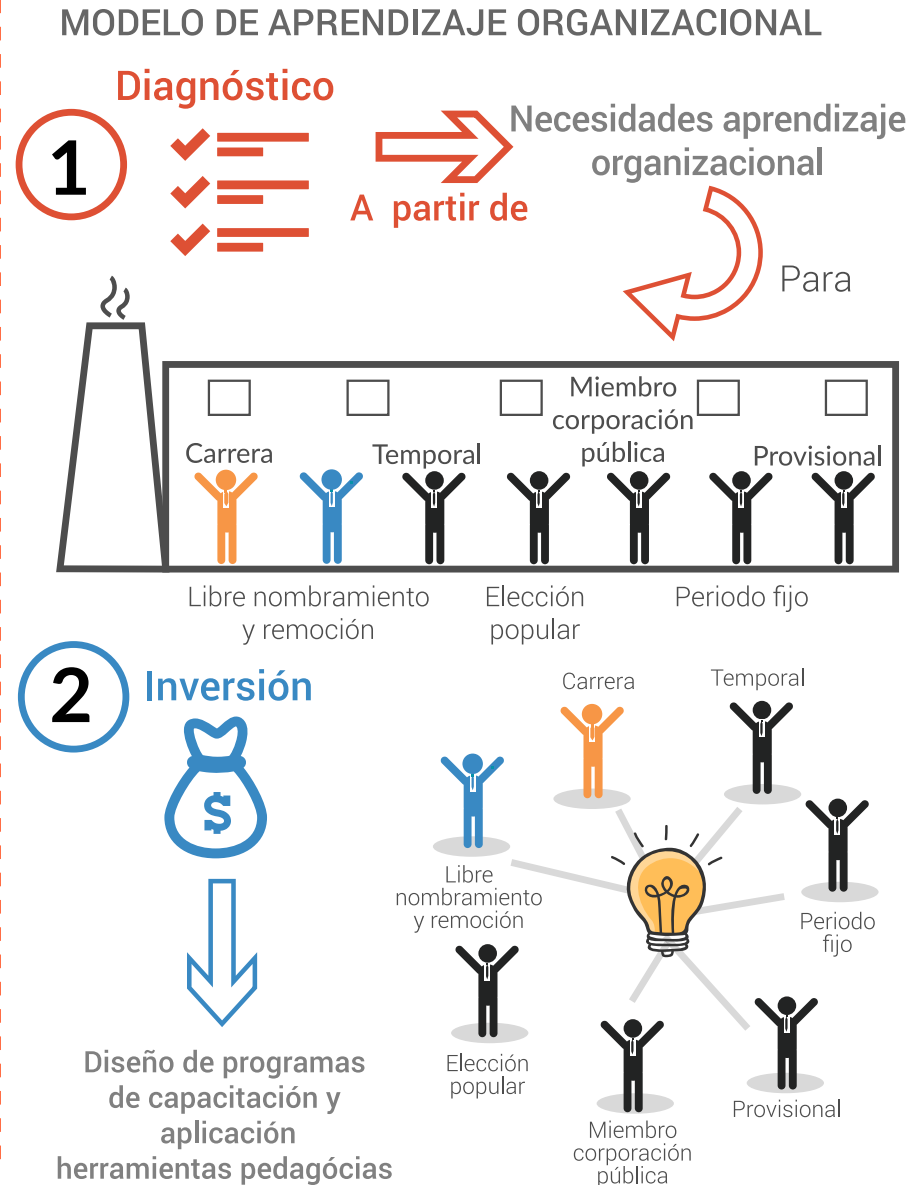 MODELO DE APRENDIZAJE ORGANIZACIONAL
1
Diagnóstico
A partir de
Necesidades aprendizaje
organizacional
Para
Carrera
Temporal
Miembro
corporación
pública
Provisional
Libre nombramiento
y remoción
Elección
popular
Periodo fijo
2
Inversión
$
Diseño de programas
de capacitación y
aplicación
herramientas pedagócias
Carrera
Temporal
Libre
nombramiento
y remoción
Periodo
fijo
Elección
popular
Miembro
corporación
pública
Provisional